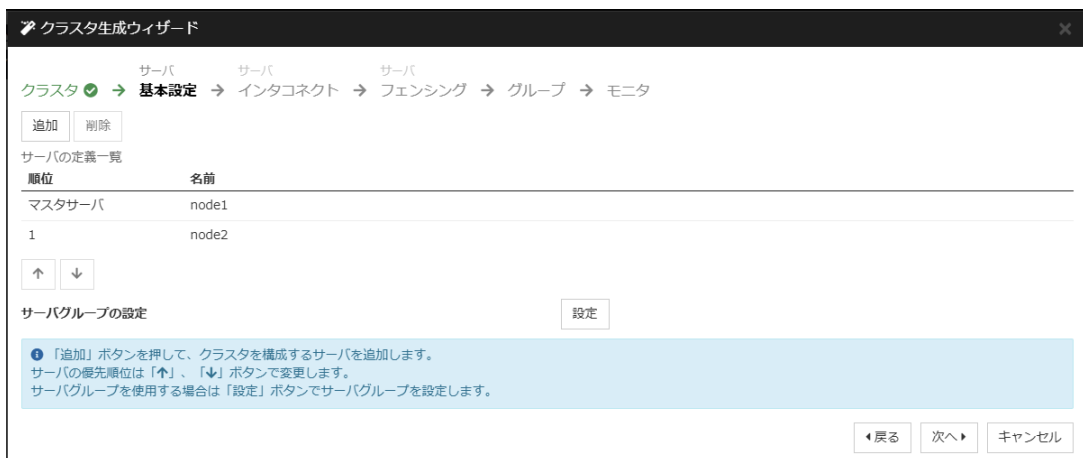 クラスタ生成ウィザード
サーバ サーバ サーバ
クラスタ → 基本設定 → インタコネクト → フェンシング → グループ → モニタ
追加 削除
サーバの定義一覧
順位 名前
マスタサーバ node1
1 node2
↑ ↓
サーバグループの設定 設定
「追加」ボタンを押して、クラスタを構成するサーバを追加します。
サーバの優先順位は「↑」、「↓」ボタンで変更します。
サーバグループを使用する場合は「設定」ボタンでサーバグループを設定します。
戻る 次へ キャンセル